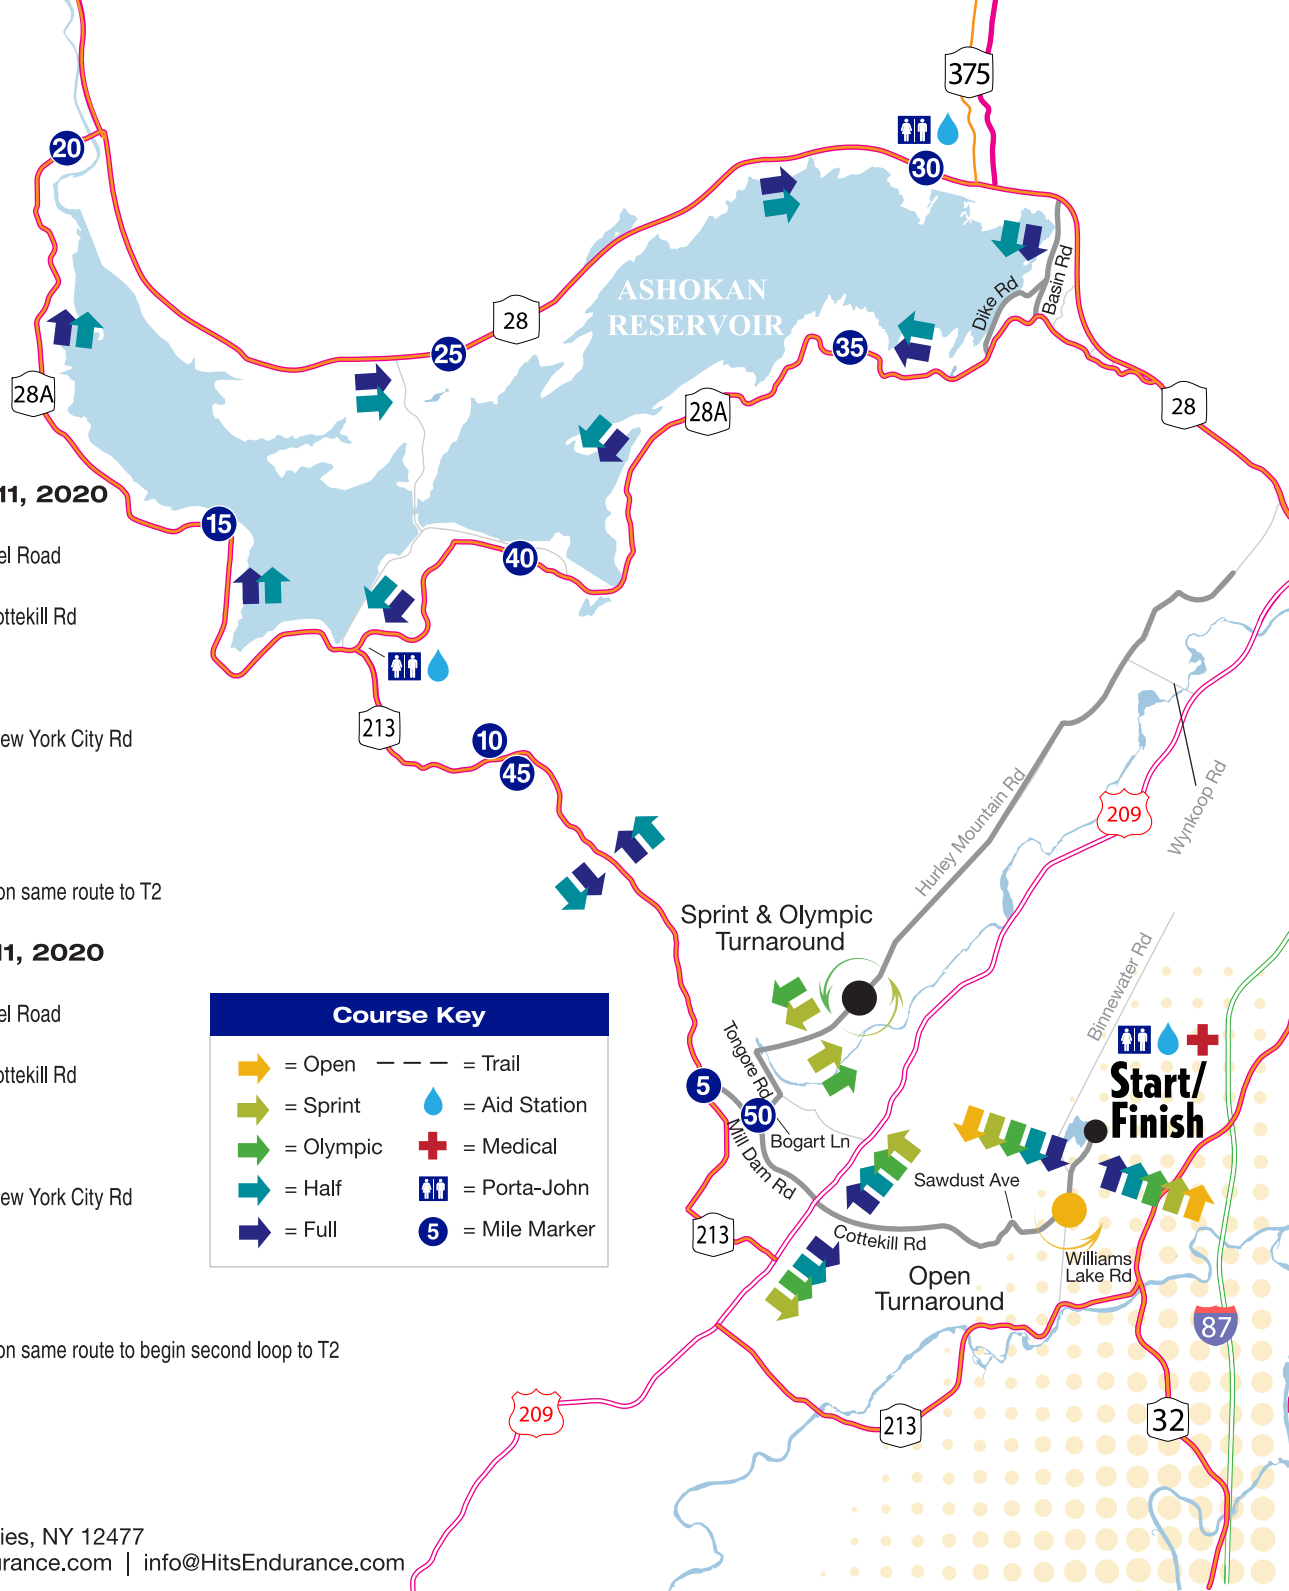 375
20
30
ASHOKAN
RESERVOIR
Dike Rd
Basin Rd
28
25
35
28A
28A
28
11, 2020
15
el Road
40
ottekill Rd
213
ew York City Rd
10
45
Hurley Mountain Rd
209
Wynkoop Rd
on same route to T2
Sprint & Olympic
Turnaround
11, 2020
Binnewater Rd
el Road
Course Key
= Open
= Trail
= Sprint
= Aid Station
= Olympic
= Medical
= Half
= Porta-John
= Full
5 = Mile Marker
Tongore Rd
Start/
Finish
ottekill Rd
5
50
Bogart Ln
Mill Dam Rd
Sawdust Ave
ew York City Rd
213
Cottekill Rd
Williams
Lake Rd
Open
Turnaround
87
on same route to begin second loop to T2
209
213
32
ies, NY 12477
urance.com | info@HitsEndurance.com